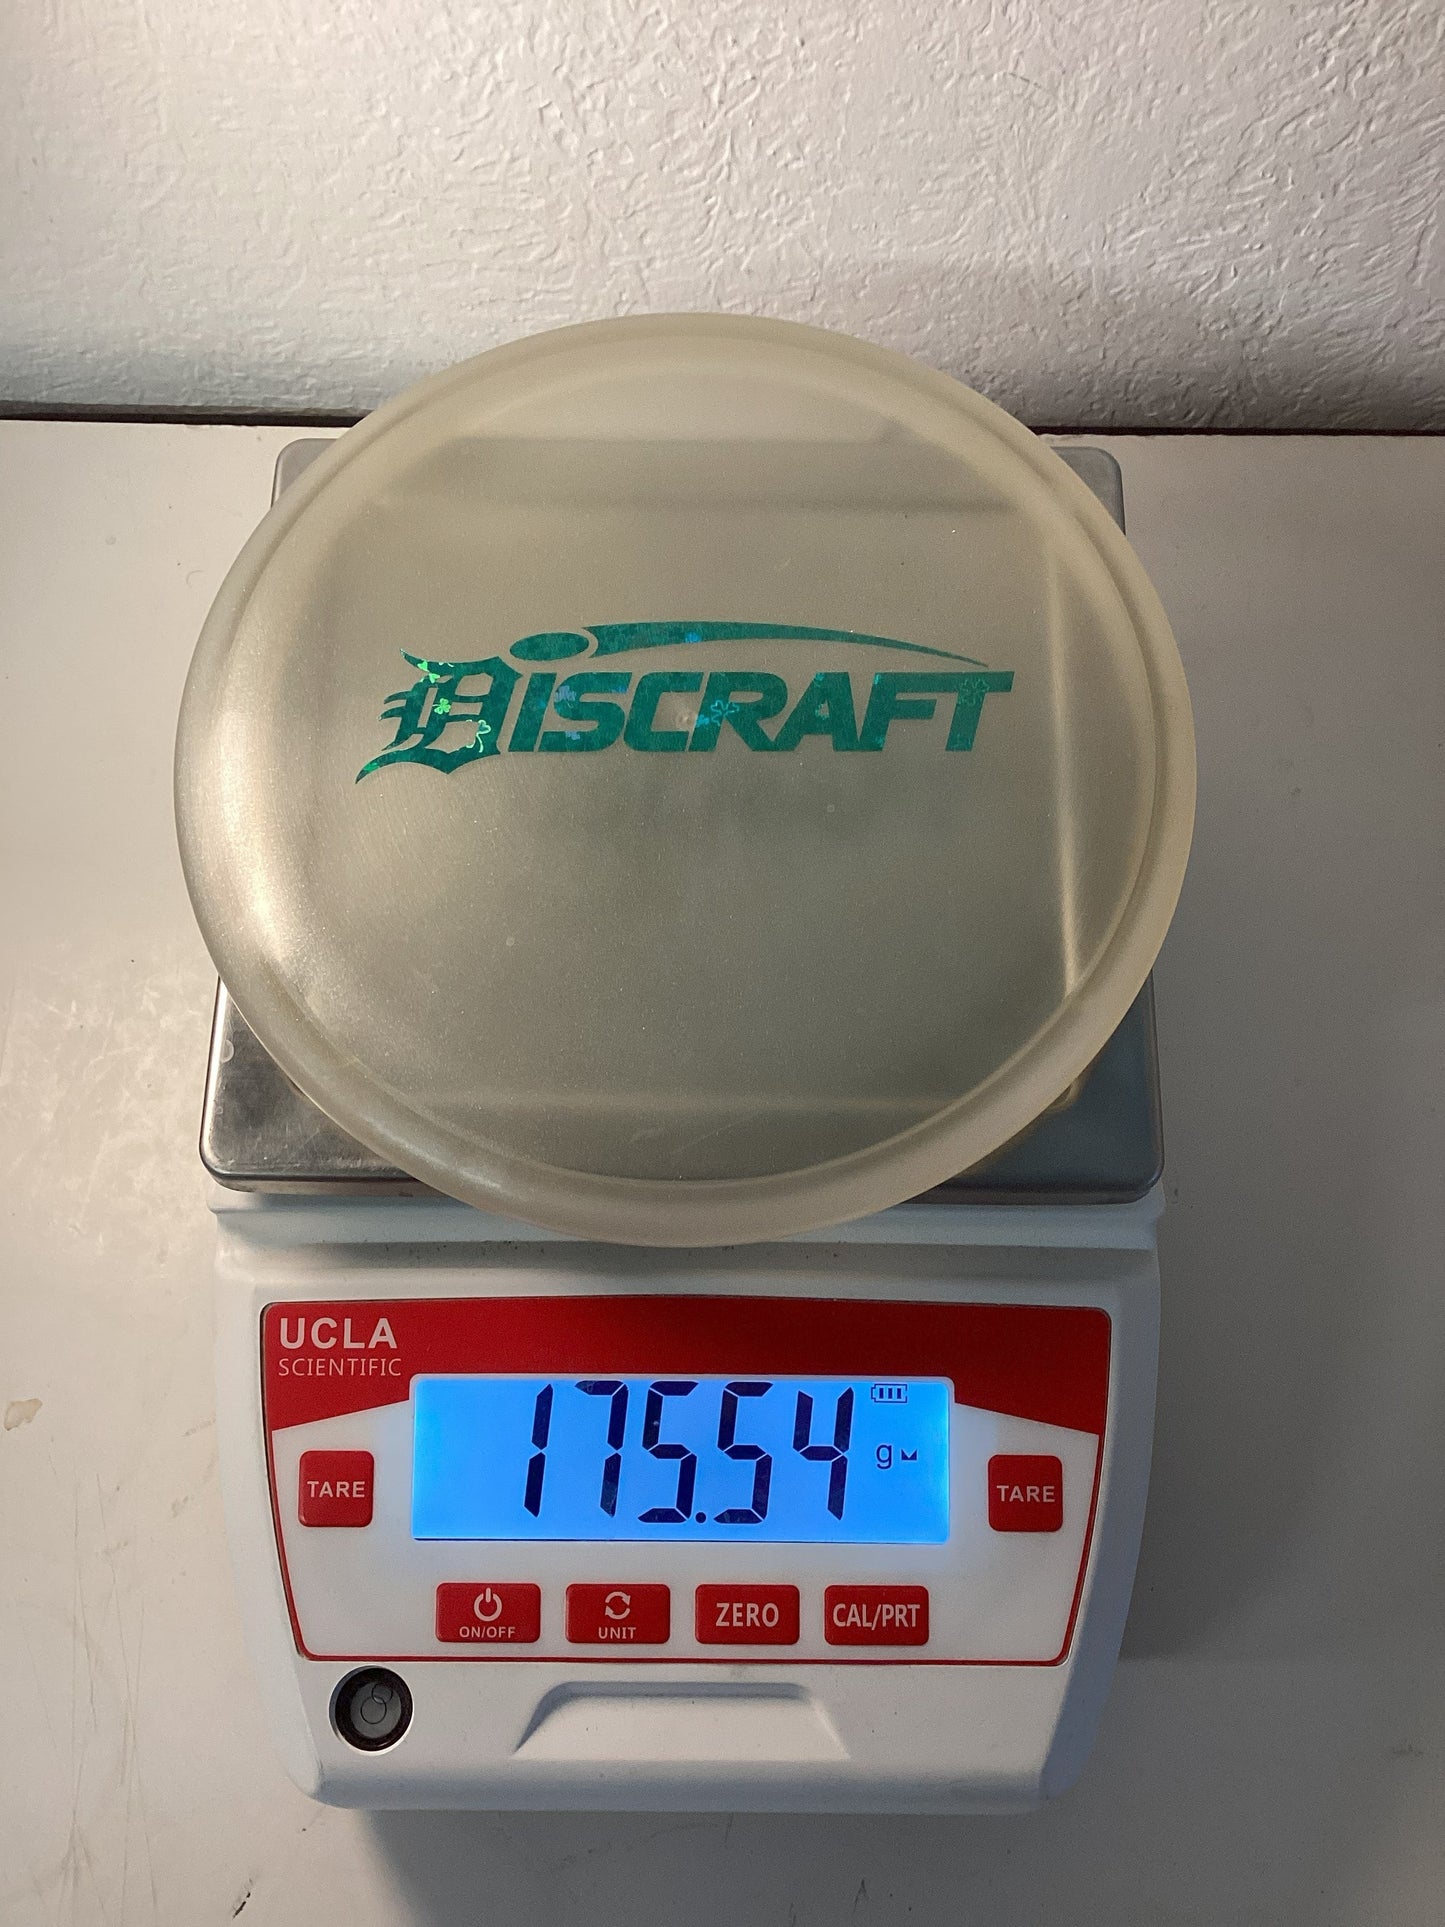 DISCRAFT
UCLA
SCIENTIFIC
175.54 g
TARE
TARE
ON/OFF
UNIT
ZERO
CAL/PRT